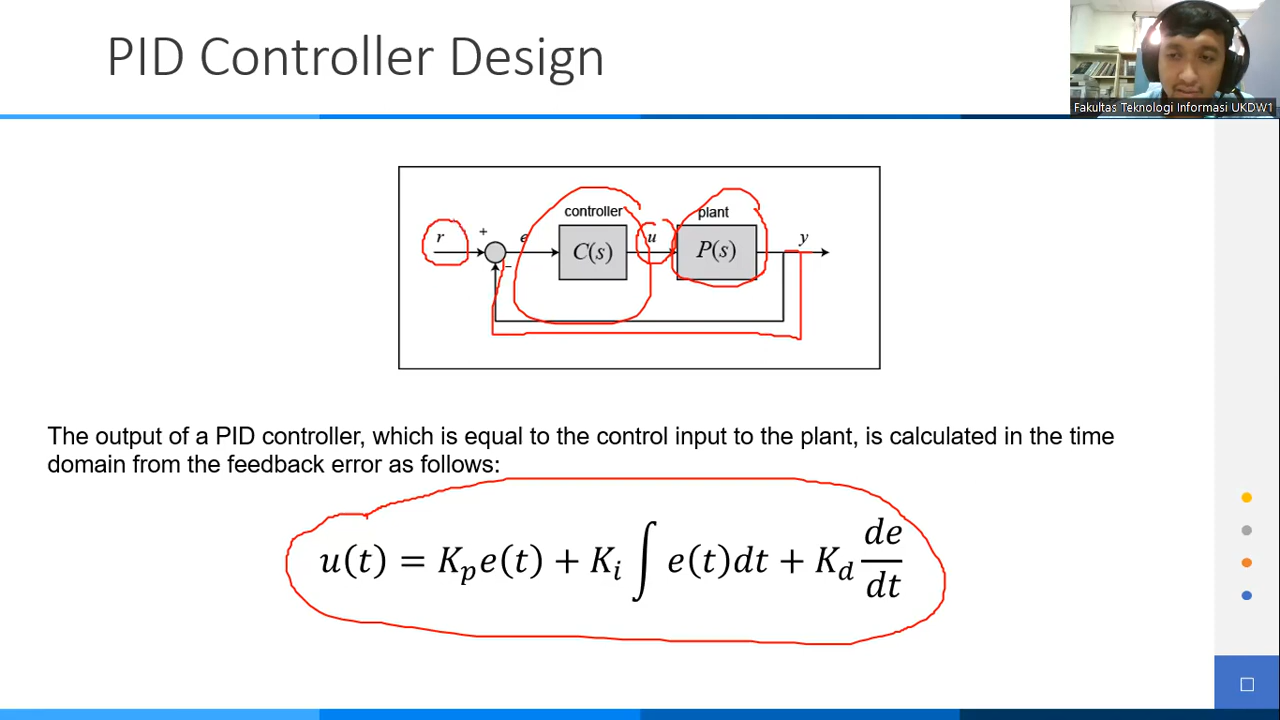 PID Controller Design
Fakultas Teknologi Informasi UKDW1
controller
plant
r
+
e
C(s)
u
P(s)
y
−
The output of a PID controller, which is equal to the control input to the plant, is calculated in the time
domain from the feedback error as follows:
u(t) = K_p e(t) + K_i ∫ e(t)dt + K_d de/dt